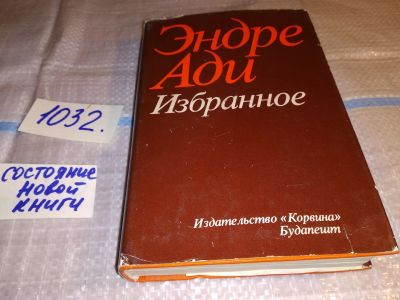 Эндре
Ади
Избранное
Издательство «Корвина»
Будапешт
1032.
СОСТОЯНИЕ
НОВОЙ
КНИГИ